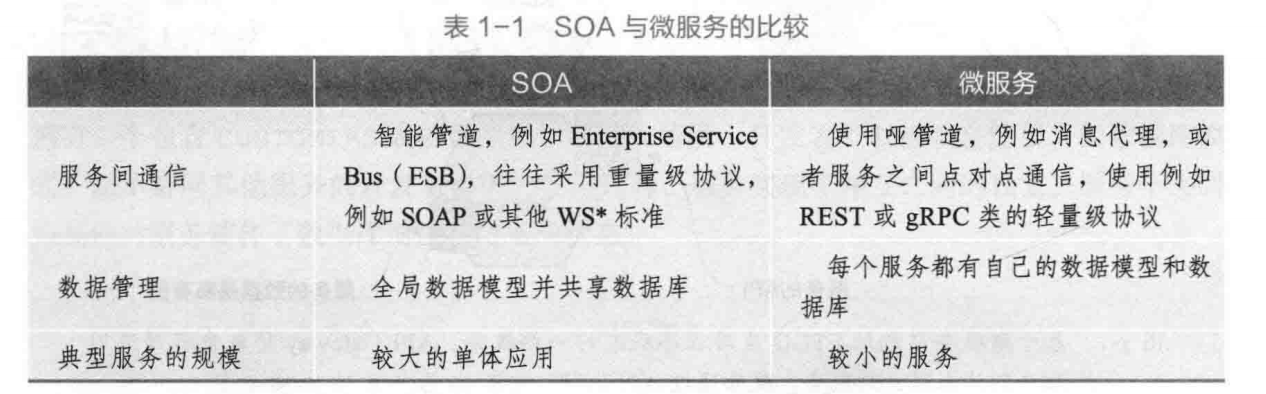 表 1-1 SOA 与微服务的比较
SOA 微服务
服务间通信
智能管道，例如 Enterprise Service
Bus（ESB），往往采用重量级协议，
例如 SOAP 或其他 WS* 标准
使用哑管道，例如消息代理，或
者服务之间点对点通信，使用例如
REST 或 gRPC 类的轻量级协议
数据管理
全局数据模型并共享数据库
每个服务都有自己的数据模型和数
据库
典型服务的规模
较大的单体应用
较小的服务